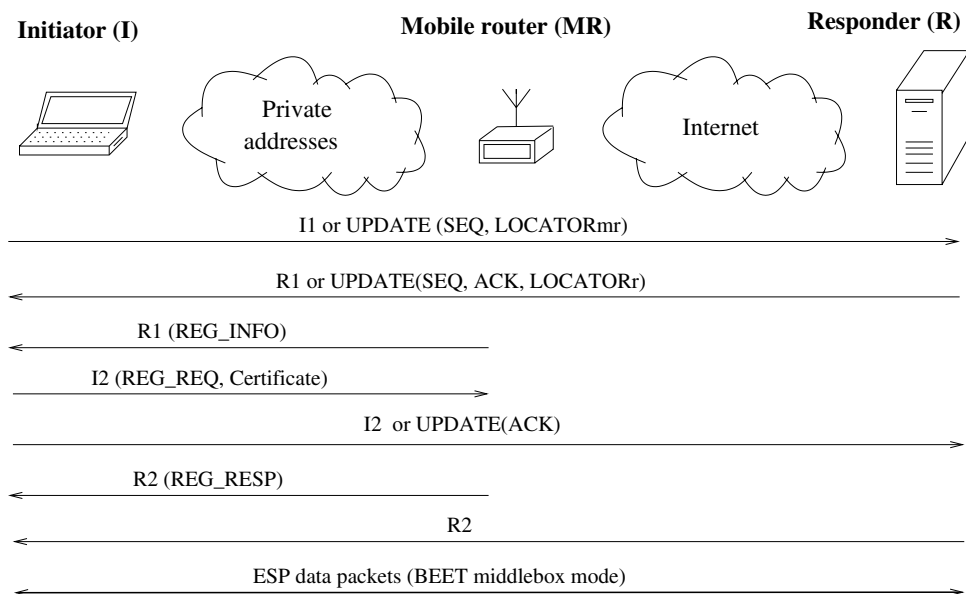 Initiator (I)
Mobile router (MR)
Responder (R)
Private
addresses
Internet
I1 or UPDATE (SEQ, LOCATORmr)
R1 or UPDATE(SEQ, ACK, LOCATORr)
R1 (REG_INFO)
I2 (REG_REQ, Certificate)
I2 or UPDATE(ACK)
R2 (REG_RESP)
R2
ESP data packets (BEET middlebox mode)